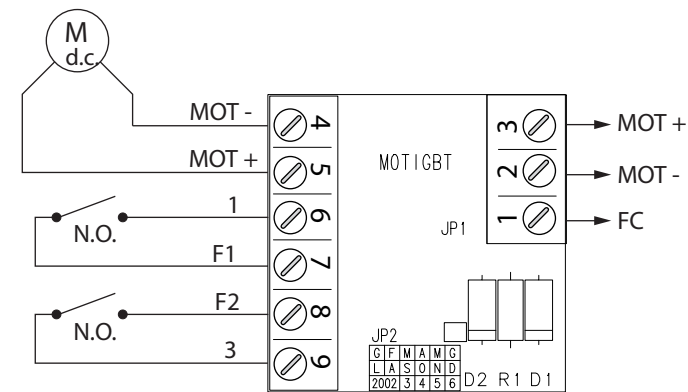 M
d.c.
MOT -
MOT +
1
F1
N.O.
F2
3
N.O.
4
5
6
7
8
9
MOTIGBT
JP1
3
2
1
MOT +
MOT -
FC
JP2
G F M A M G
L A S O N D
2002 3 4 5 6
D2 R1 D1